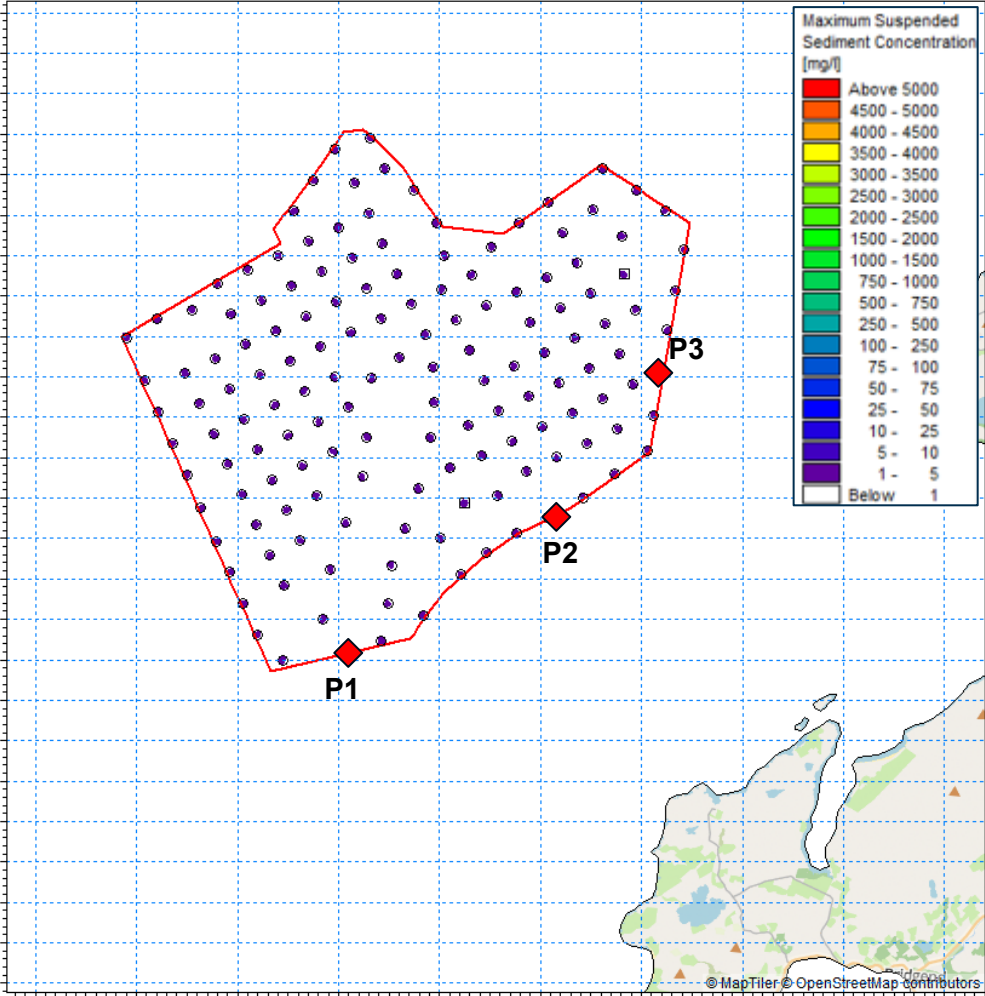 Maximum Suspended
Sediment Concentration
[mg/l]
Above 5000
4500 - 5000
4000 - 4500
3500 - 4000
3000 - 3500
2500 - 3000
2000 - 2500
1500 - 2000
1000 - 1500
750 - 1000
500 - 750
250 - 500
100 - 250
75 - 100
50 - 75
25 - 50
10 - 25
5 - 10
1 - 5
Below 1
P3
P2
P1
Bridgend
© MapTiler © OpenStreetMap contributors